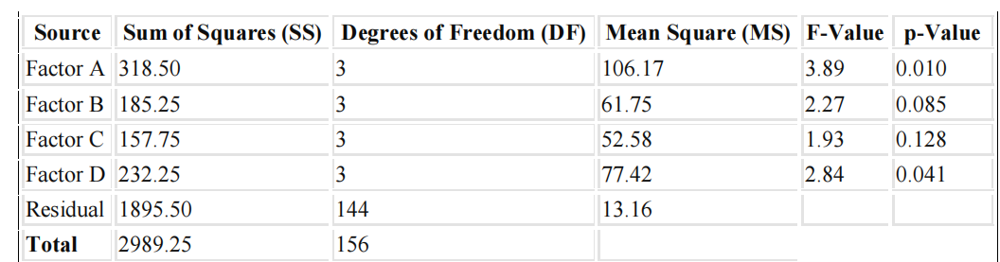 Source Sum of Squares (SS) Degrees of Freedom (DF) Mean Square (MS) F-Value p-Value
Factor A 318.50 3 106.17 3.89 0.010
Factor B 185.25 3 61.75 2.27 0.085
Factor C 157.75 3 52.58 1.93 0.128
Factor D 232.25 3 77.42 2.84 0.041
Residual 1895.50 144 13.16
Total 2989.25 156